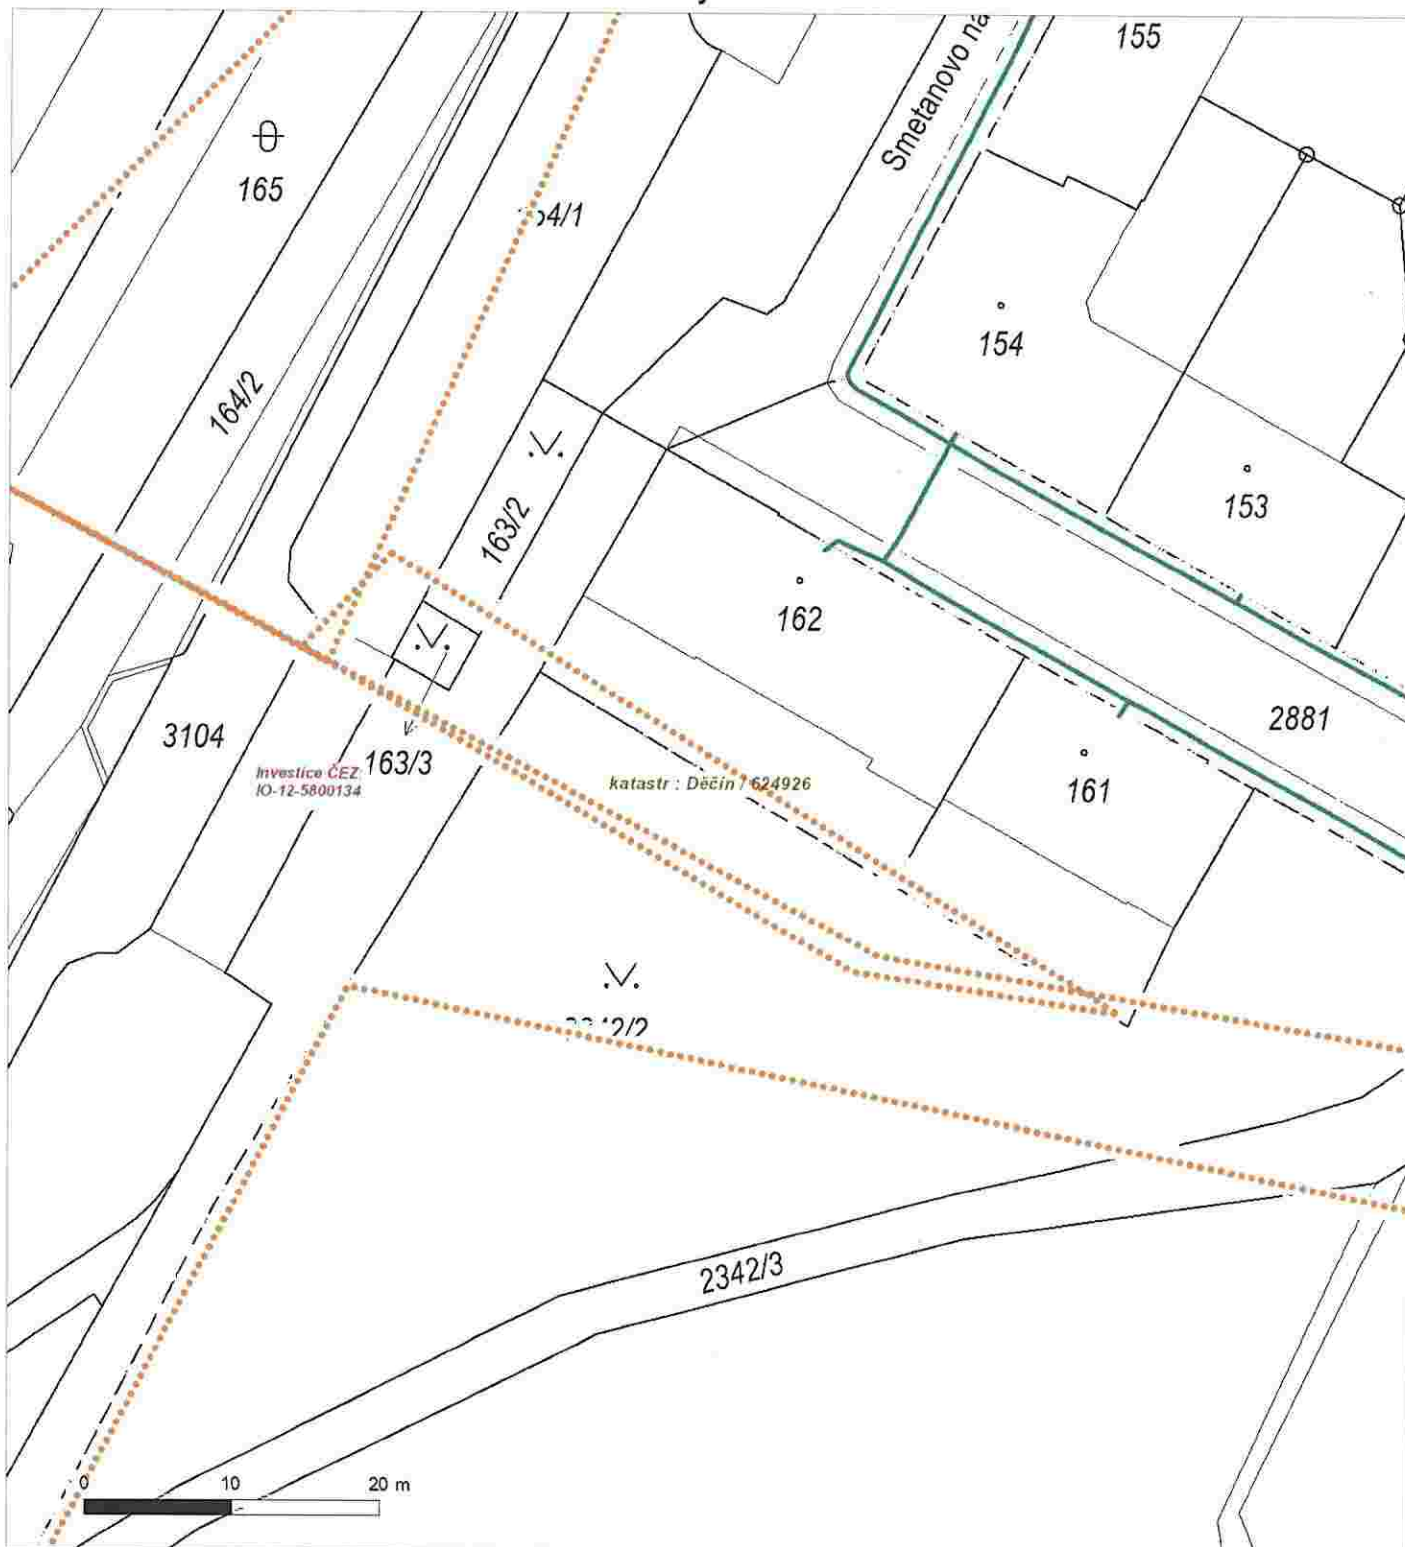 155
Smetanovo
165
164/2
154
153
163/2
162
2881
3104
163/3
161
Investice ČEZ:
IO-12-5800134
katastr : Děčín / 624926
2342/3
0 10 20 m